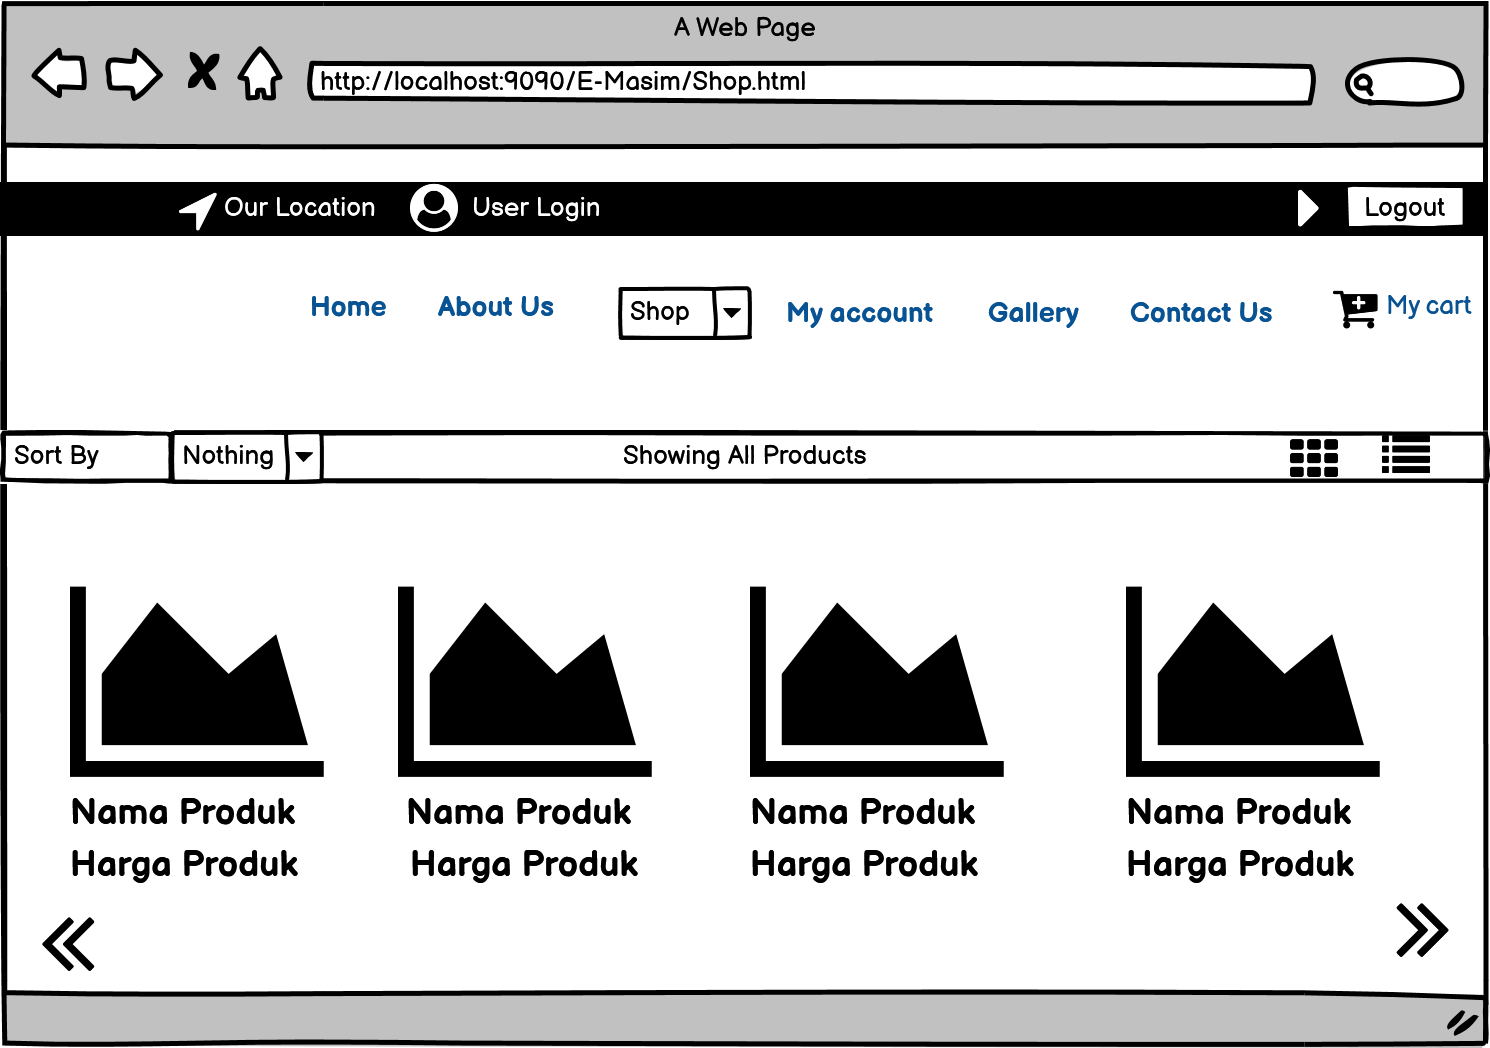 A Web Page
http://localhost:9090/E-Masim/Shop.html
Our Location User Login Logout
Home About Us Shop My account Gallery Contact Us My cart
Sort By Nothing Showing All Products
Nama Produk Nama Produk Nama Produk Nama Produk
Harga Produk Harga Produk Harga Produk Harga Produk